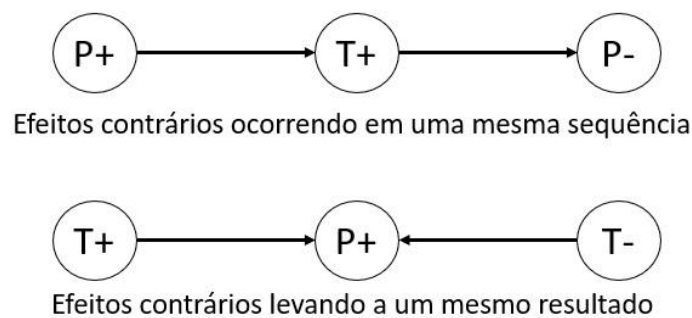 P+ T+ P-
Efeitos contrários ocorrendo em uma mesma sequência
T+ P+ T-
Efeitos contrários levando a um mesmo resultado